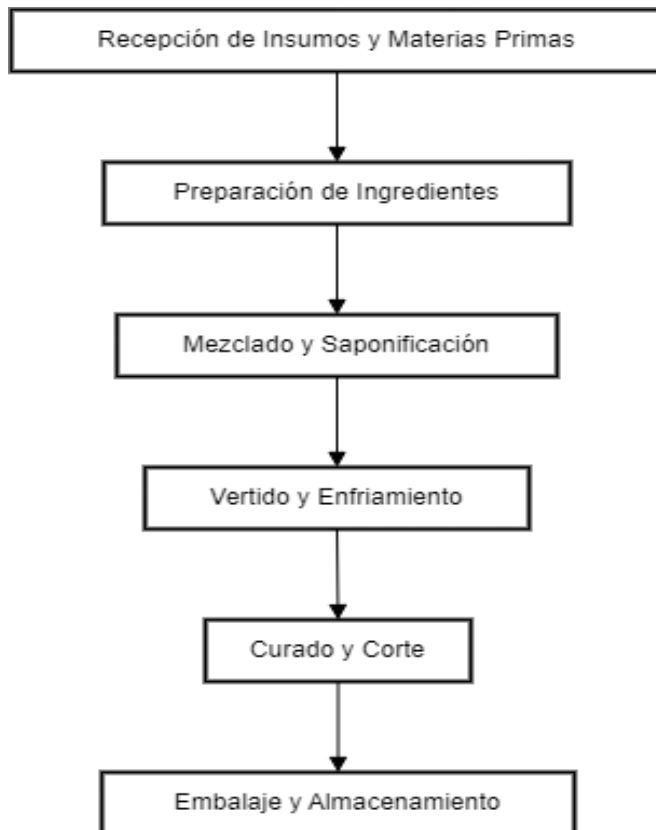 Recepción de Insumos y Materias Primas
Preparación de Ingredientes
Mezclado y Saponificación
Vertido y Enfriamiento
Curado y Corte
Embalaje y Almacenamiento